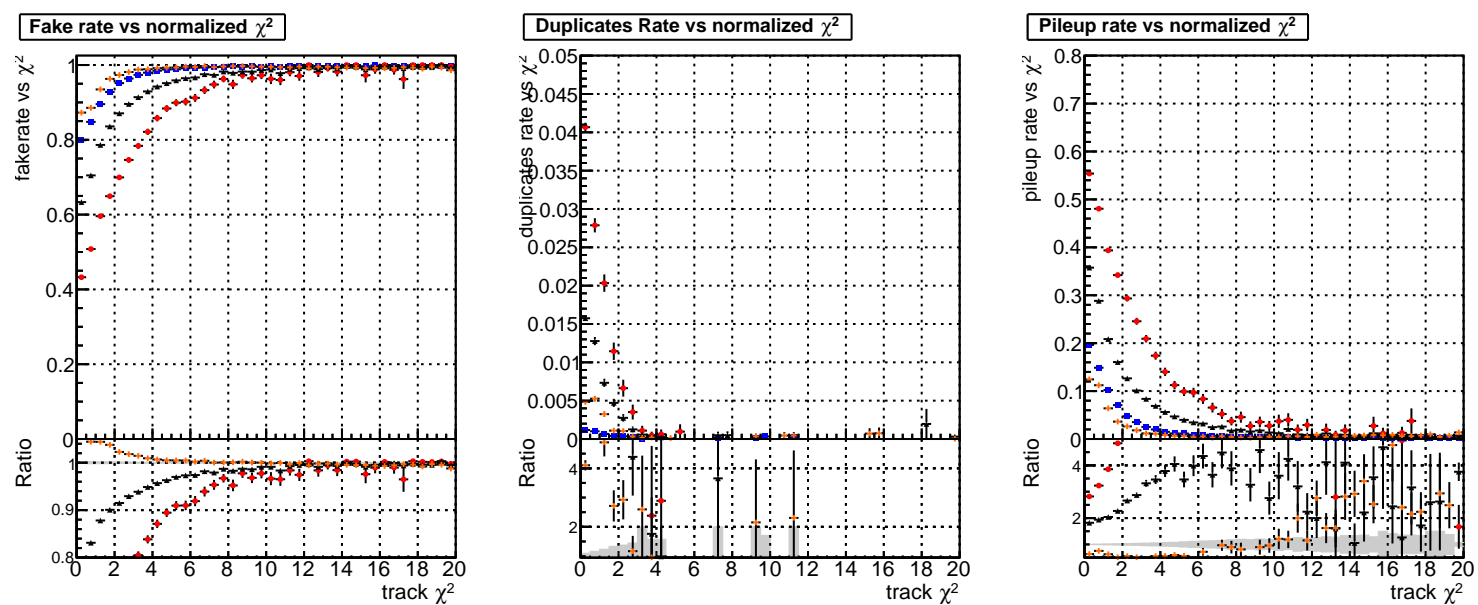 Fake rate vs normalized χ²
fakerate vs χ²
1
0.8
0.6
0.4
0.2
0
Ratio
1
0.9
0.8
0 2 4 6 8 10 12 14 16 18 20
track χ²
Duplicates Rate vs normalized χ²
duplicates rate vs χ²
0.05
0.045
0.04
0.035
0.03
0.025
0.02
0.015
0.01
0.005
0
Ratio
4
2
0 2 4 6 8 10 12 14 16 18 20
track χ²
Pileup rate vs normalized χ²
pileup rate vs χ²
0.8
0.7
0.6
0.5
0.4
0.3
0.2
0.1
0
Ratio
4
2
0 2 4 6 8 10 12 14 16 18 20
track χ²